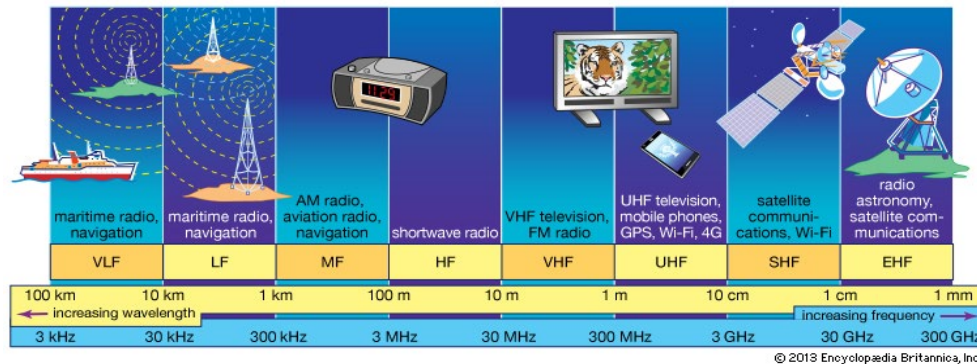 11:29
maritime radio,
navigation
maritime radio,
navigation
AM radio,
aviation radio,
navigation
shortwave radio
VHF television,
FM radio
UHF television,
mobile phones,
GPS, Wi-Fi, 4G
satellite
communi-
cations, Wi-Fi
radio
astronomy,
satellite com-
munications
VLF LF MF HF VHF UHF SHF EHF
100 km 10 km 1 km 100 m 10 m 1 m 10 cm 1 cm 1 mm
increasing wavelength increasing frequency
3 kHz 30 kHz 300 kHz 3 MHz 30 MHz 300 MHz 3 GHz 30 GHz 300 GHz
© 2013 Encyclopædia Britannica, Inc